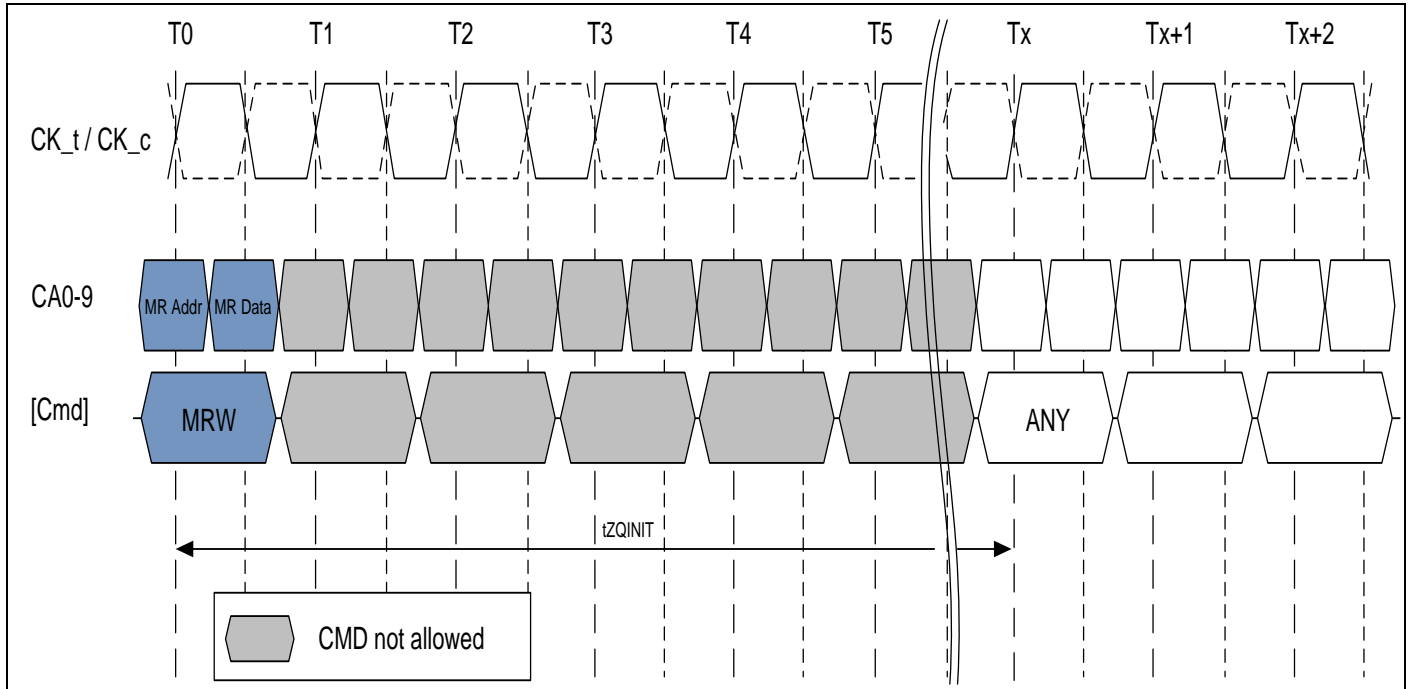 T0 T1 T2 T3 T4 T5 Tx Tx+1 Tx+2
CK_t / CK_c
CA0-9 MR Addr MR Data
[Cmd] MRW ANY
tZQINIT
CMD not allowed